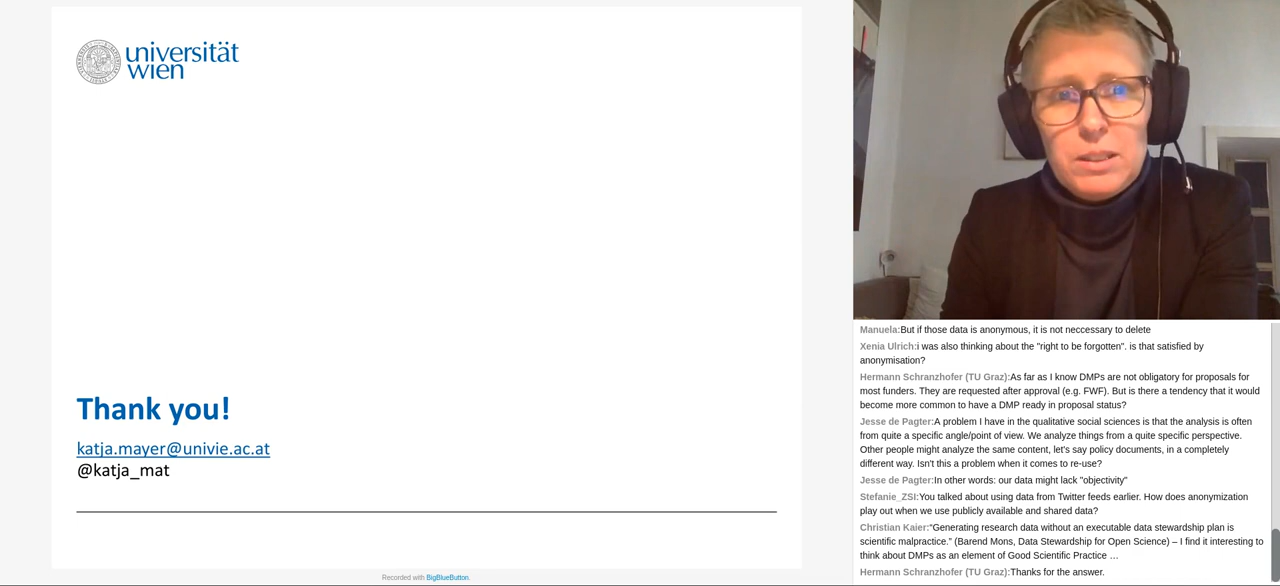 universität
wien
Thank you!
katja.mayer@univie.ac.at
@katja_mat
Recorded with BigBlueButton.
Manuela:But if those data is anonymous, it is not neccessary to delete
Xenia Ulrich:i was also thinking about the "right to be forgotten". is that satisfied by
anonymisation?
Hermann Schranzhofer (TU Graz):As far as I know DMPs are not obligatory for proposals for
most funders. They are requested after approval (e.g. FWF). But is there a tendency that it would
become more common to have a DMP ready in proposal status?
Jesse de Pagter:A problem I have in the qualitative social sciences is that the analysis is often
from quite a specific angle/point of view. We analyze things from a quite specific perspective.
Other people might analyze the same content, let's say policy documents, in a completely
different way. Isn't this a problem when it comes to re-use?
Jesse de Pagter:In other words: our data might lack "objectivity"
Stefanie_ZSI:You talked about using data from Twitter feeds earlier. How does anonymization
play out when we use publicly available and shared data?
Christian Kaier:“Generating research data without an executable data stewardship plan is
scientific malpractice.” (Barend Mons, Data Stewardship for Open Science) – I find it interesting to
think about DMPs as an element of Good Scientific Practice …
Hermann Schranzhofer (TU Graz):Thanks for the answer.